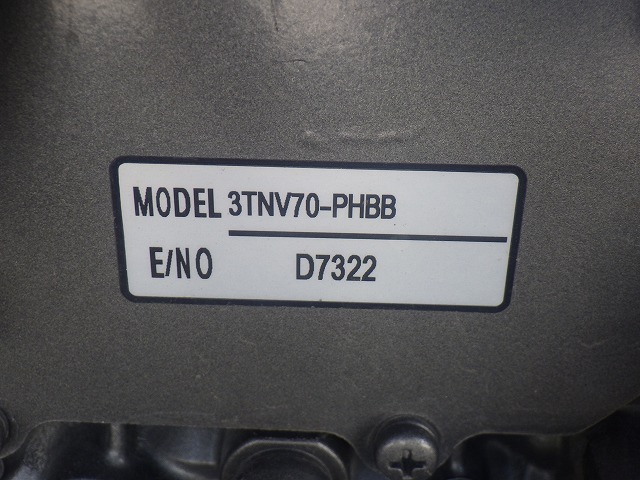 MODEL 3TNV70-PHBB
E/NO D7322